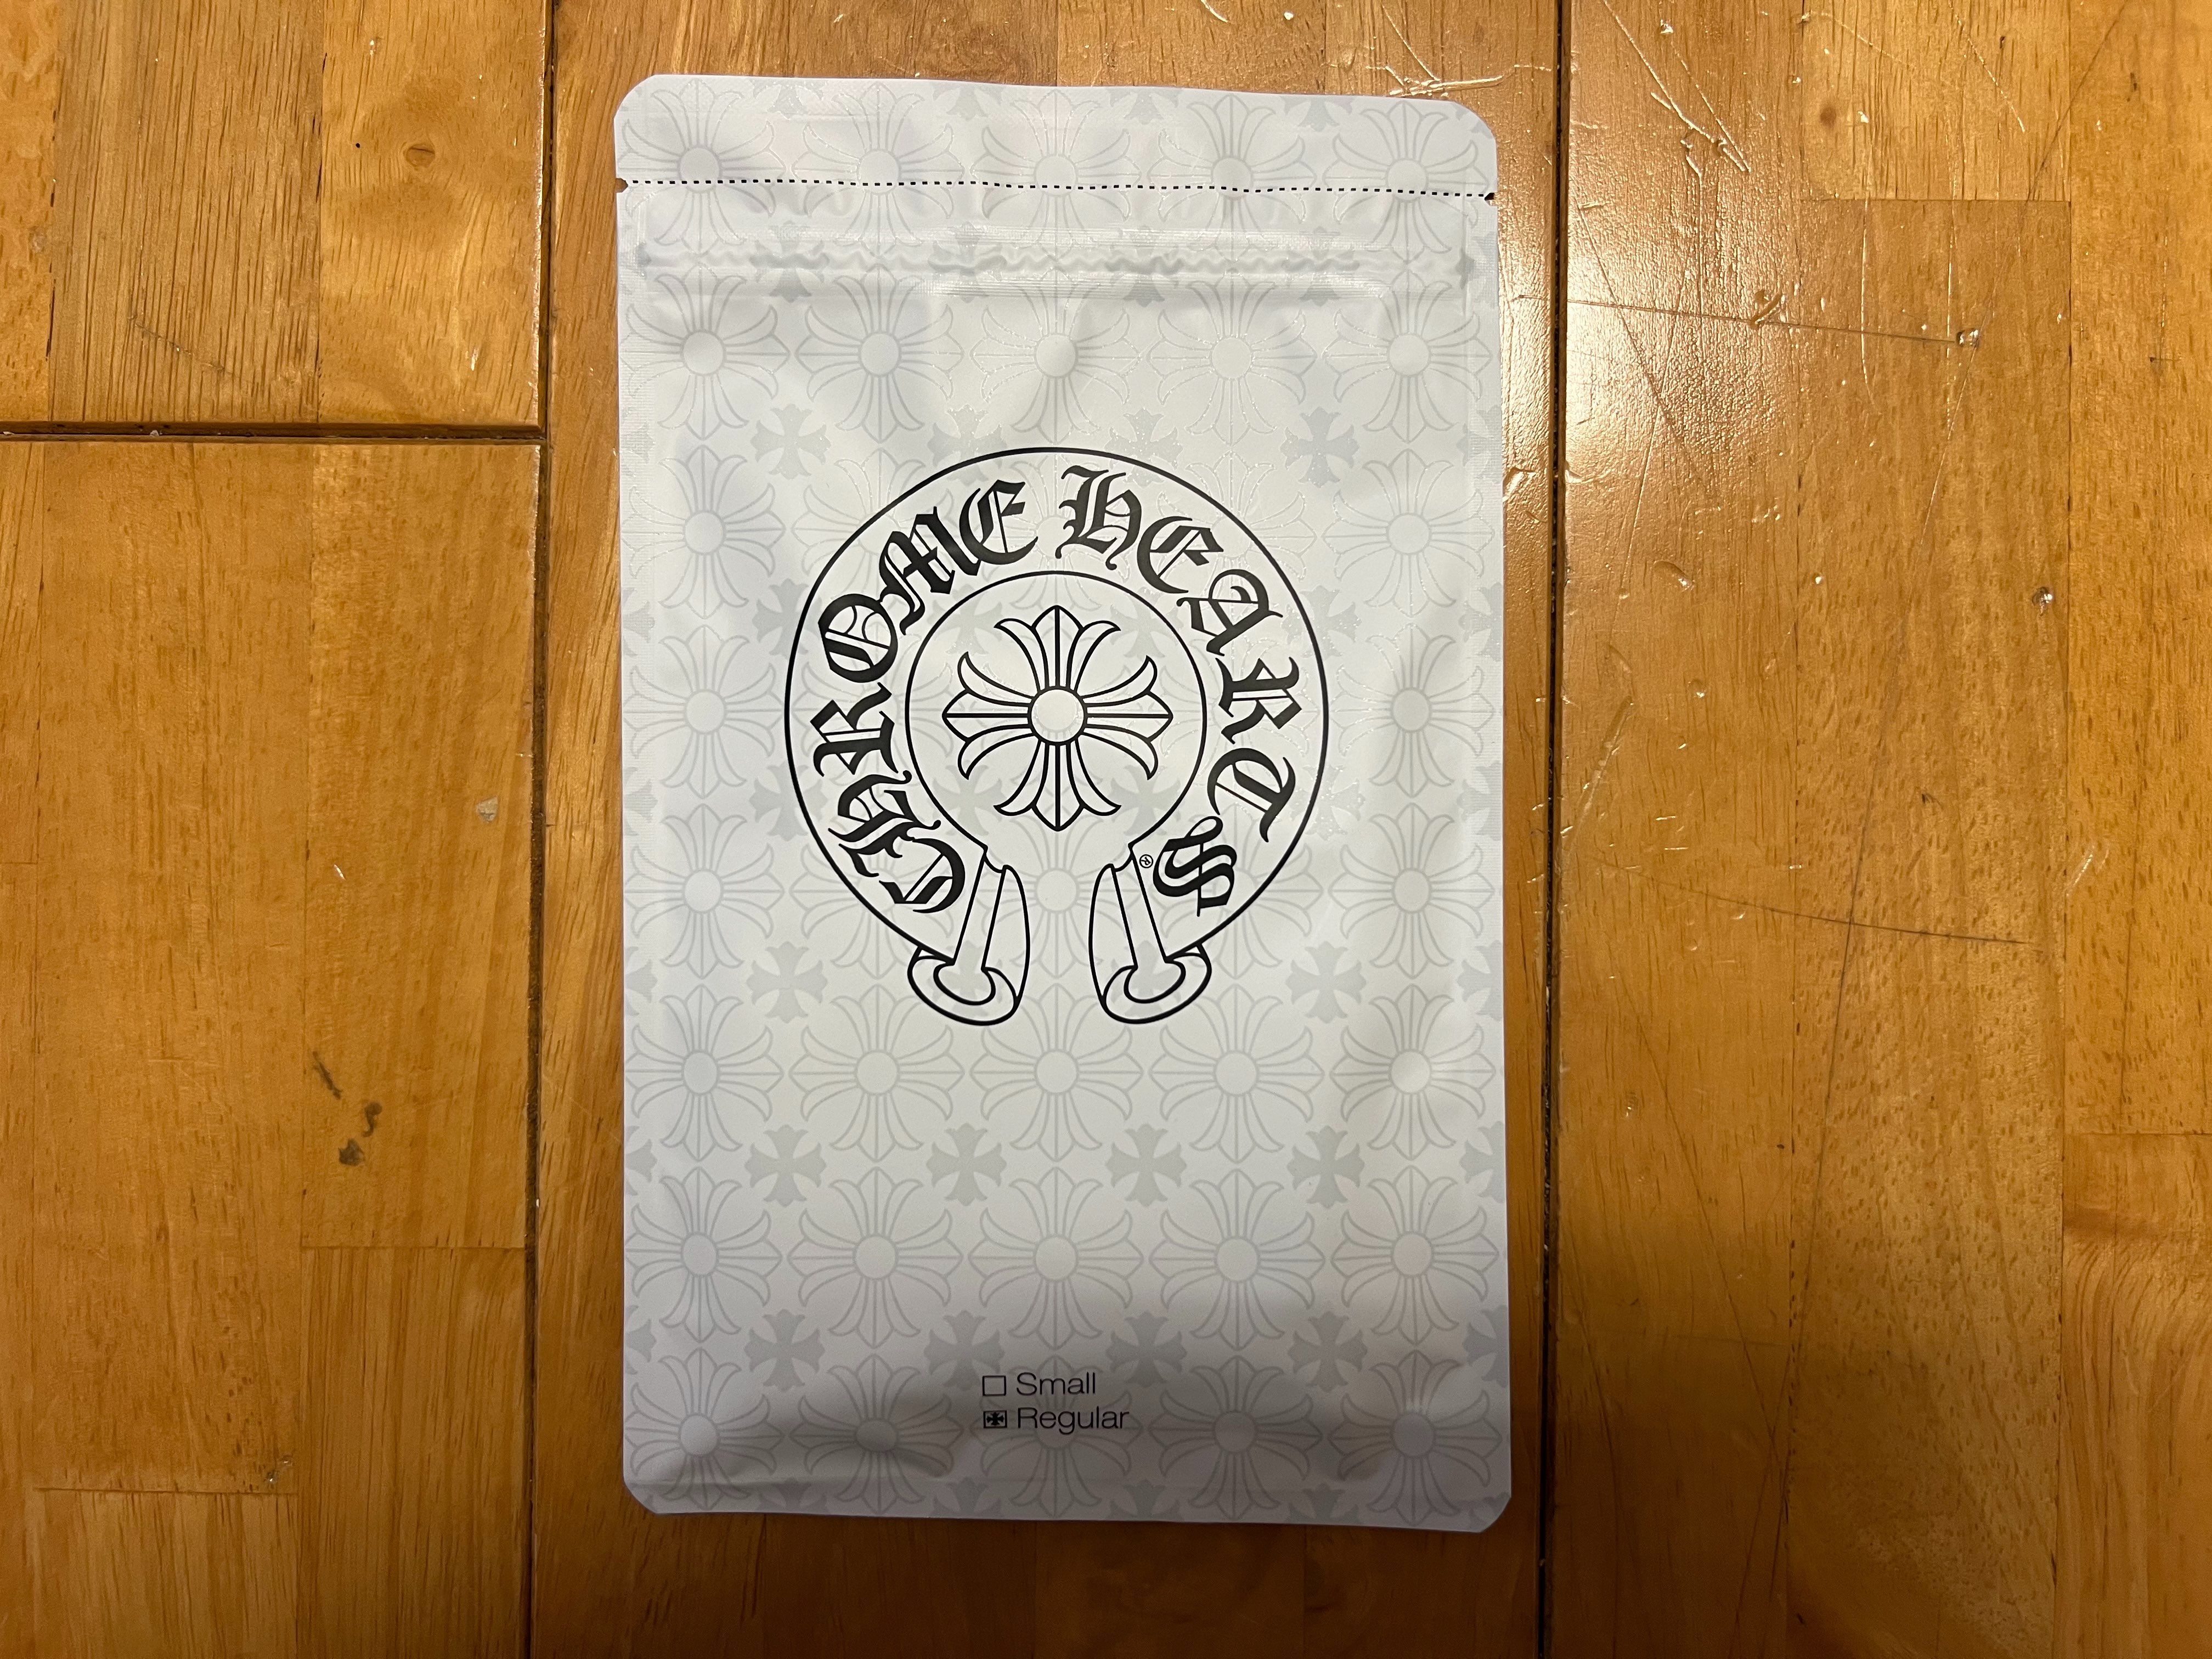 CHROME HEARTS
®
Small
Regular